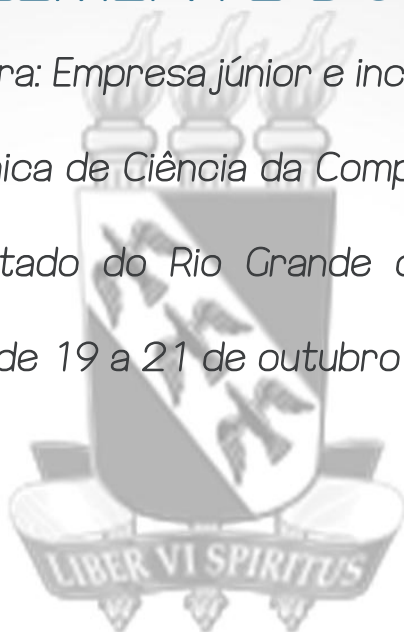 ra: Empresa júnior e inc
nica de Ciência da Comp
tado do Rio Grande
de 19 a 21 de outubro
LIBER VI SPIRITUS